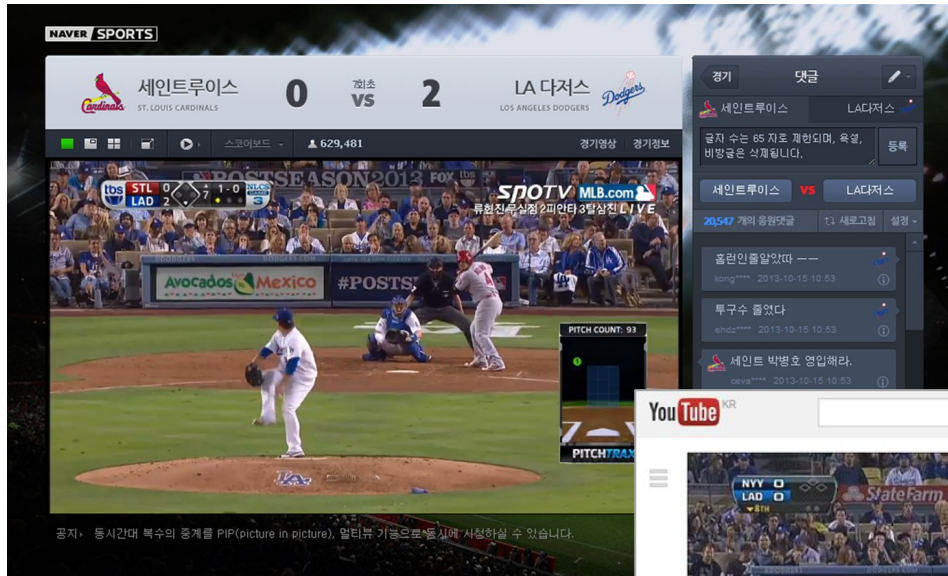 NAVER SPORTS
Cardinals
세인트루이스
ST. LOUIS CARDINALS
0
7회초
VS
2
LA 다저스
LOS ANGELES DODGERS
Dodgers
스코어보드
629,481
경기영상
경기정보
POSTSEASON 2013 FOX tbs
tbs STL 0 7 1-0 NLCS
LAD 2 GAME 3
SPOTV MLB.com
류현진 무실점 2피안타 3탈삼진 LIVE
Avocados Mexico
#POSTS
PITCH COUNT: 93
1
PITCHTRAX
LA
공지 동시간대 복수의 중계를 PIP(picture in picture), 멀티뷰 기능으로 동시에 시청하실 수 있습니다.
경기
댓글
세인트루이스
LA다저스
글자 수는 65 자로 제한되며, 욕설,
비방글은 삭제됩니다.
등록
세인트루이스 VS LA다저스
20,547 개의 응원댓글
새로고침
설정
홈런인줄알았따 ㅡㅡ
kong**** 2013-10-15 10:53
투구수 줄였다
ehdz**** 2013-10-15 10:53
세인트 박병호 영입해라.
ceva**** 2013-10-15 10:53
YouTube KR
NYY 0
LAD 0
8TH
State Farm